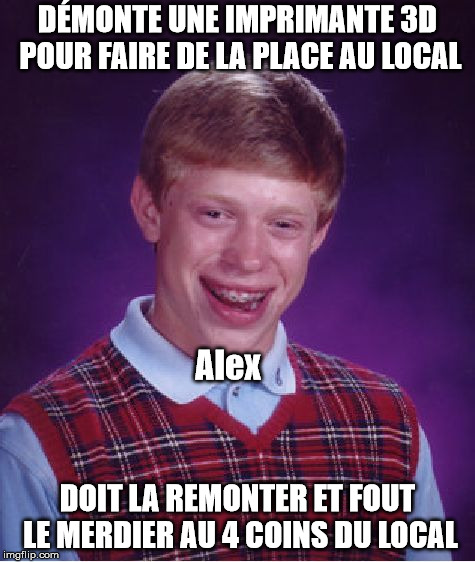 DÉMONTE UNE IMPRIMANTE 3D
POUR FAIRE DE LA PLACE AU LOCAL
Alex
DOIT LA REMONTER ET FOUT
LE MERDIER AU 4 COINS DU LOCAL
imgflip.com